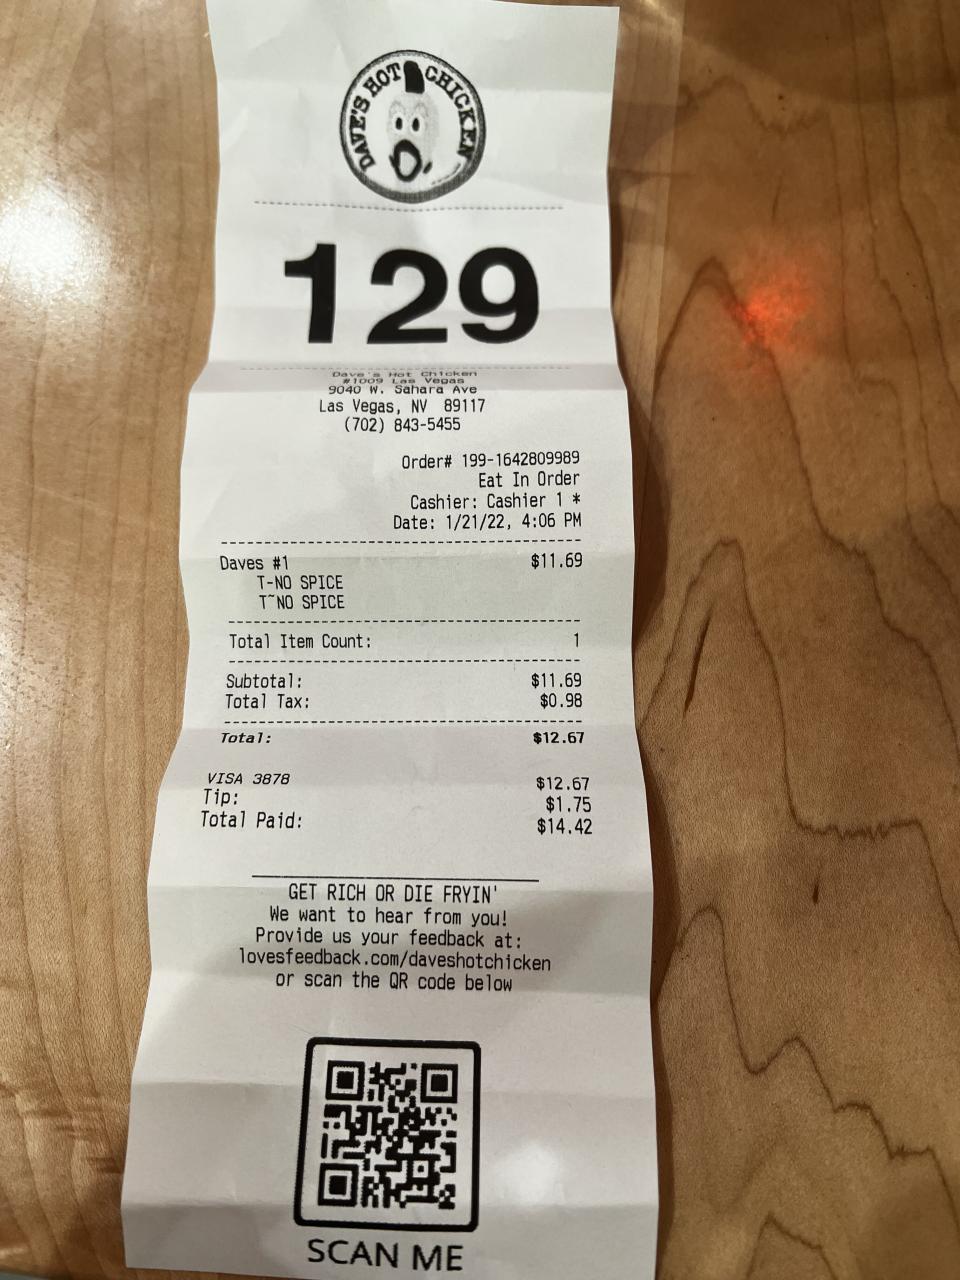 DAVE'S HOT CHICKEN
129
Dave's Hot Chicken
#1009 Las Vegas
9040 W. Sahara Ave
Las Vegas, NV 89117
(702) 843-5455
Order# 199-1642809989
Eat In Order
Cashier: Cashier 1 *
Date: 1/21/22, 4:06 PM
Daves #1 $11.69
T-NO SPICE
T~NO SPICE
Total Item Count: 1
Subtotal: $11.69
Total Tax: $0.98
Total: $12.67
VISA 3878 $12.67
Tip: $1.75
Total Paid: $14.42
GET RICH OR DIE FRYIN'
We want to hear from you!
Provide us your feedback at:
lovesfeedback.com/daveshotchicken
or scan the QR code below
SCAN ME